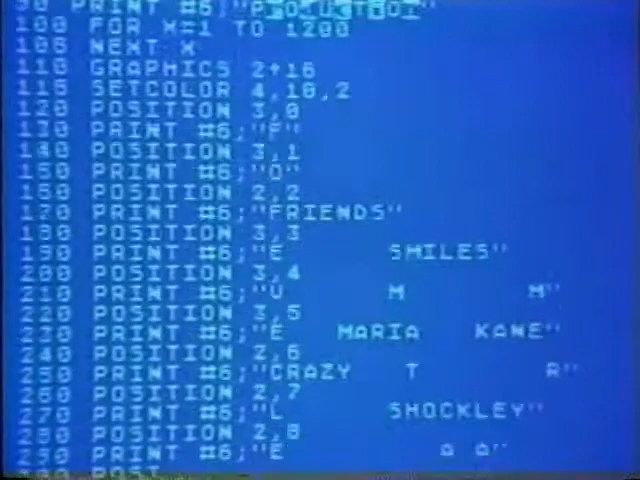 100 FOR X=1 TO 1200
105 NEXT X
110 GRAPHICS 2+16
115 SETCOLOR 4,10,2
120 POSITION 3,0
130 PRINT #6;"F"
140 POSITION 3,1
150 PRINT #6;"O"
160 POSITION 2,2
170 PRINT #6;"FRIENDS"
180 POSITION 3,3
190 PRINT #6;"E SMILES"
200 POSITION 3,4
210 PRINT #6;"U M M"
220 POSITION 3,5
230 PRINT #6;"E MARIA KANE"
240 POSITION 2,6
250 PRINT #6;"CRAZY T R"
260 POSITION 2,7
270 PRINT #6;"L SHOCKLEY"
280 POSITION 2,8
290 PRINT #6;"E